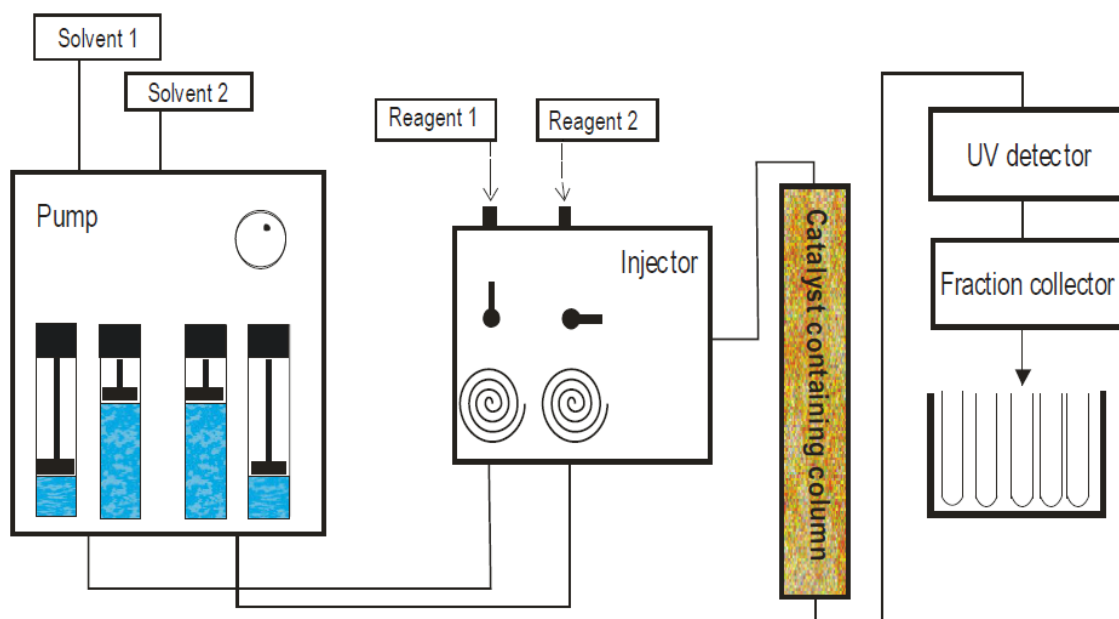 Solvent 1
Solvent 2
Reagent 1
Reagent 2
Pump
Injector
Catalyst containing column
UV detector
Fraction collector